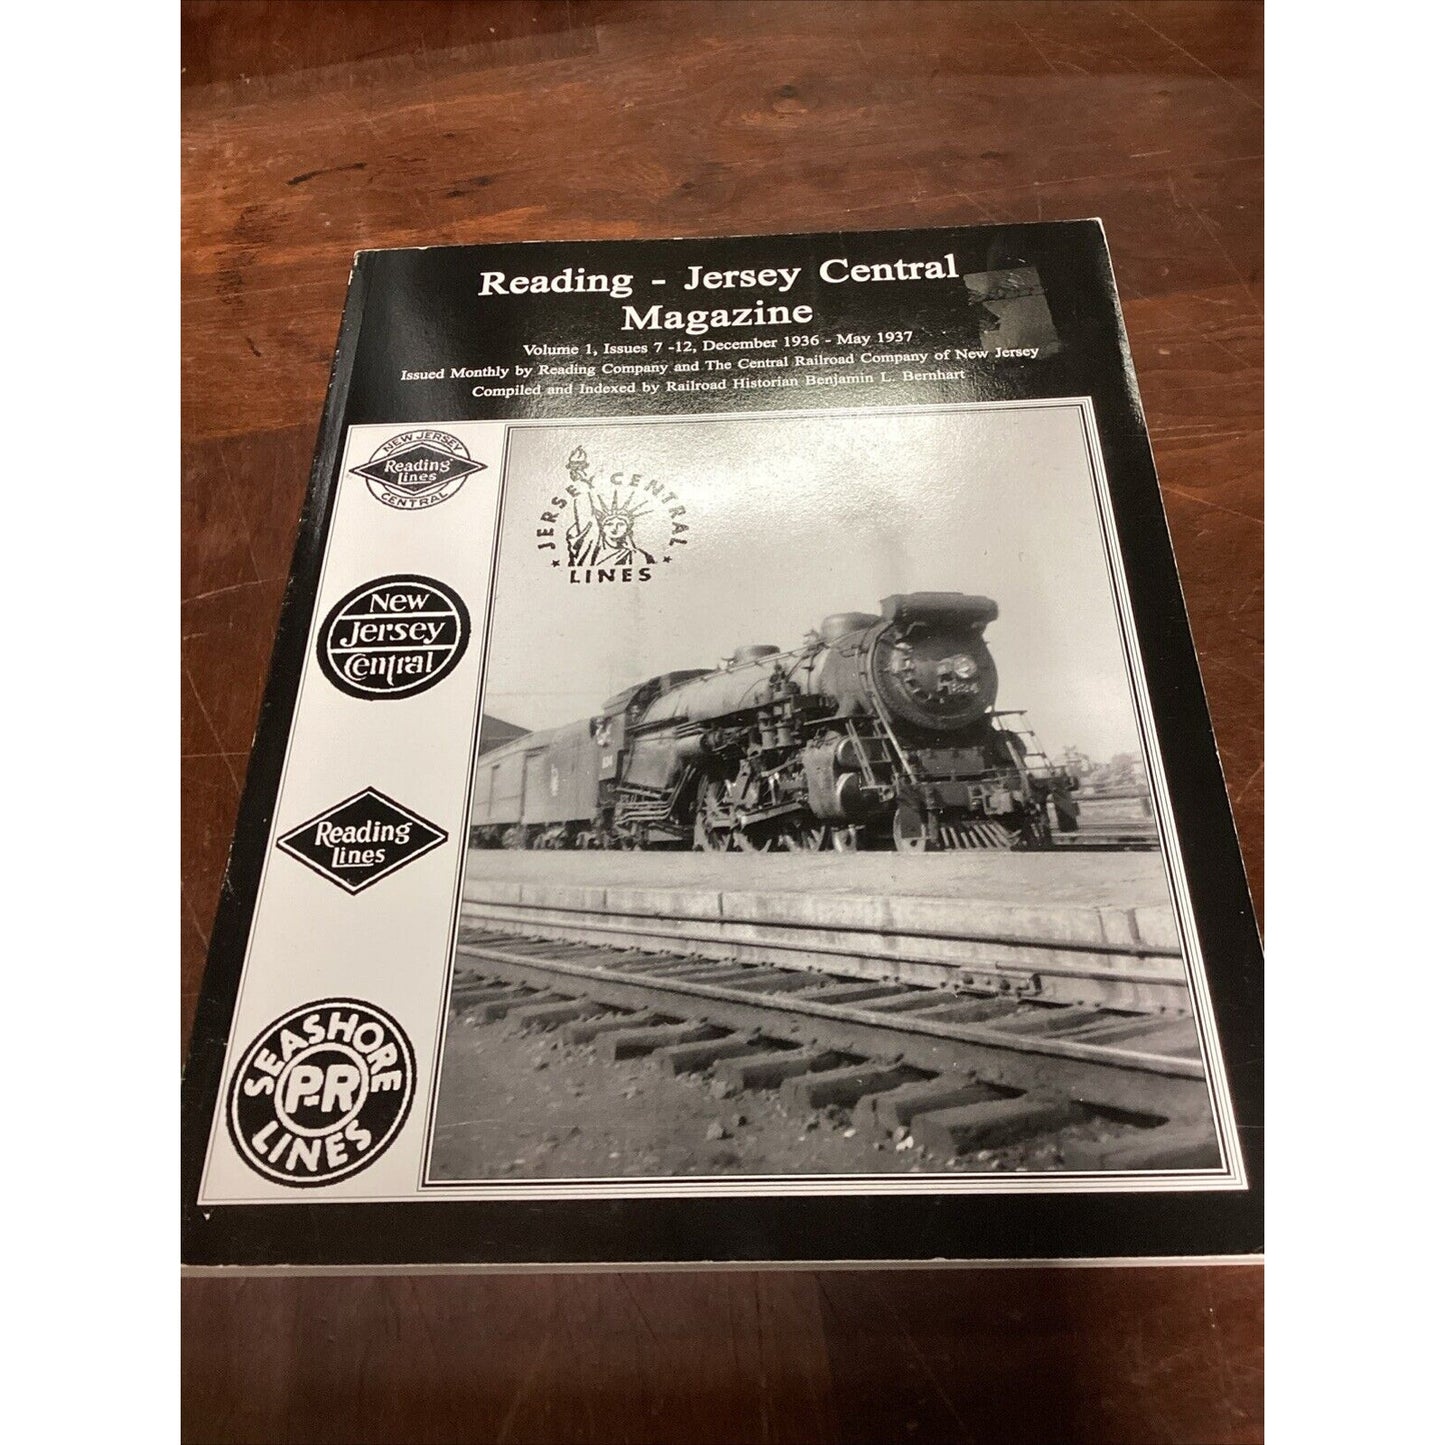 Reading - Jersey Central
Magazine
Volume 1, Issues 7 -12, December 1936 - May 1937
Issued Monthly by Reading Company and The Central Railroad Company of New Jersey
Compiled and Indexed by Railroad Historian Benjamin L. Bernhart
NEW JERSEY
Reading
Lines
CENTRAL
JERSEY CENTRAL
LINES
New
Jersey
Central
Reading
Lines
SEASHORE
P-R
LINES